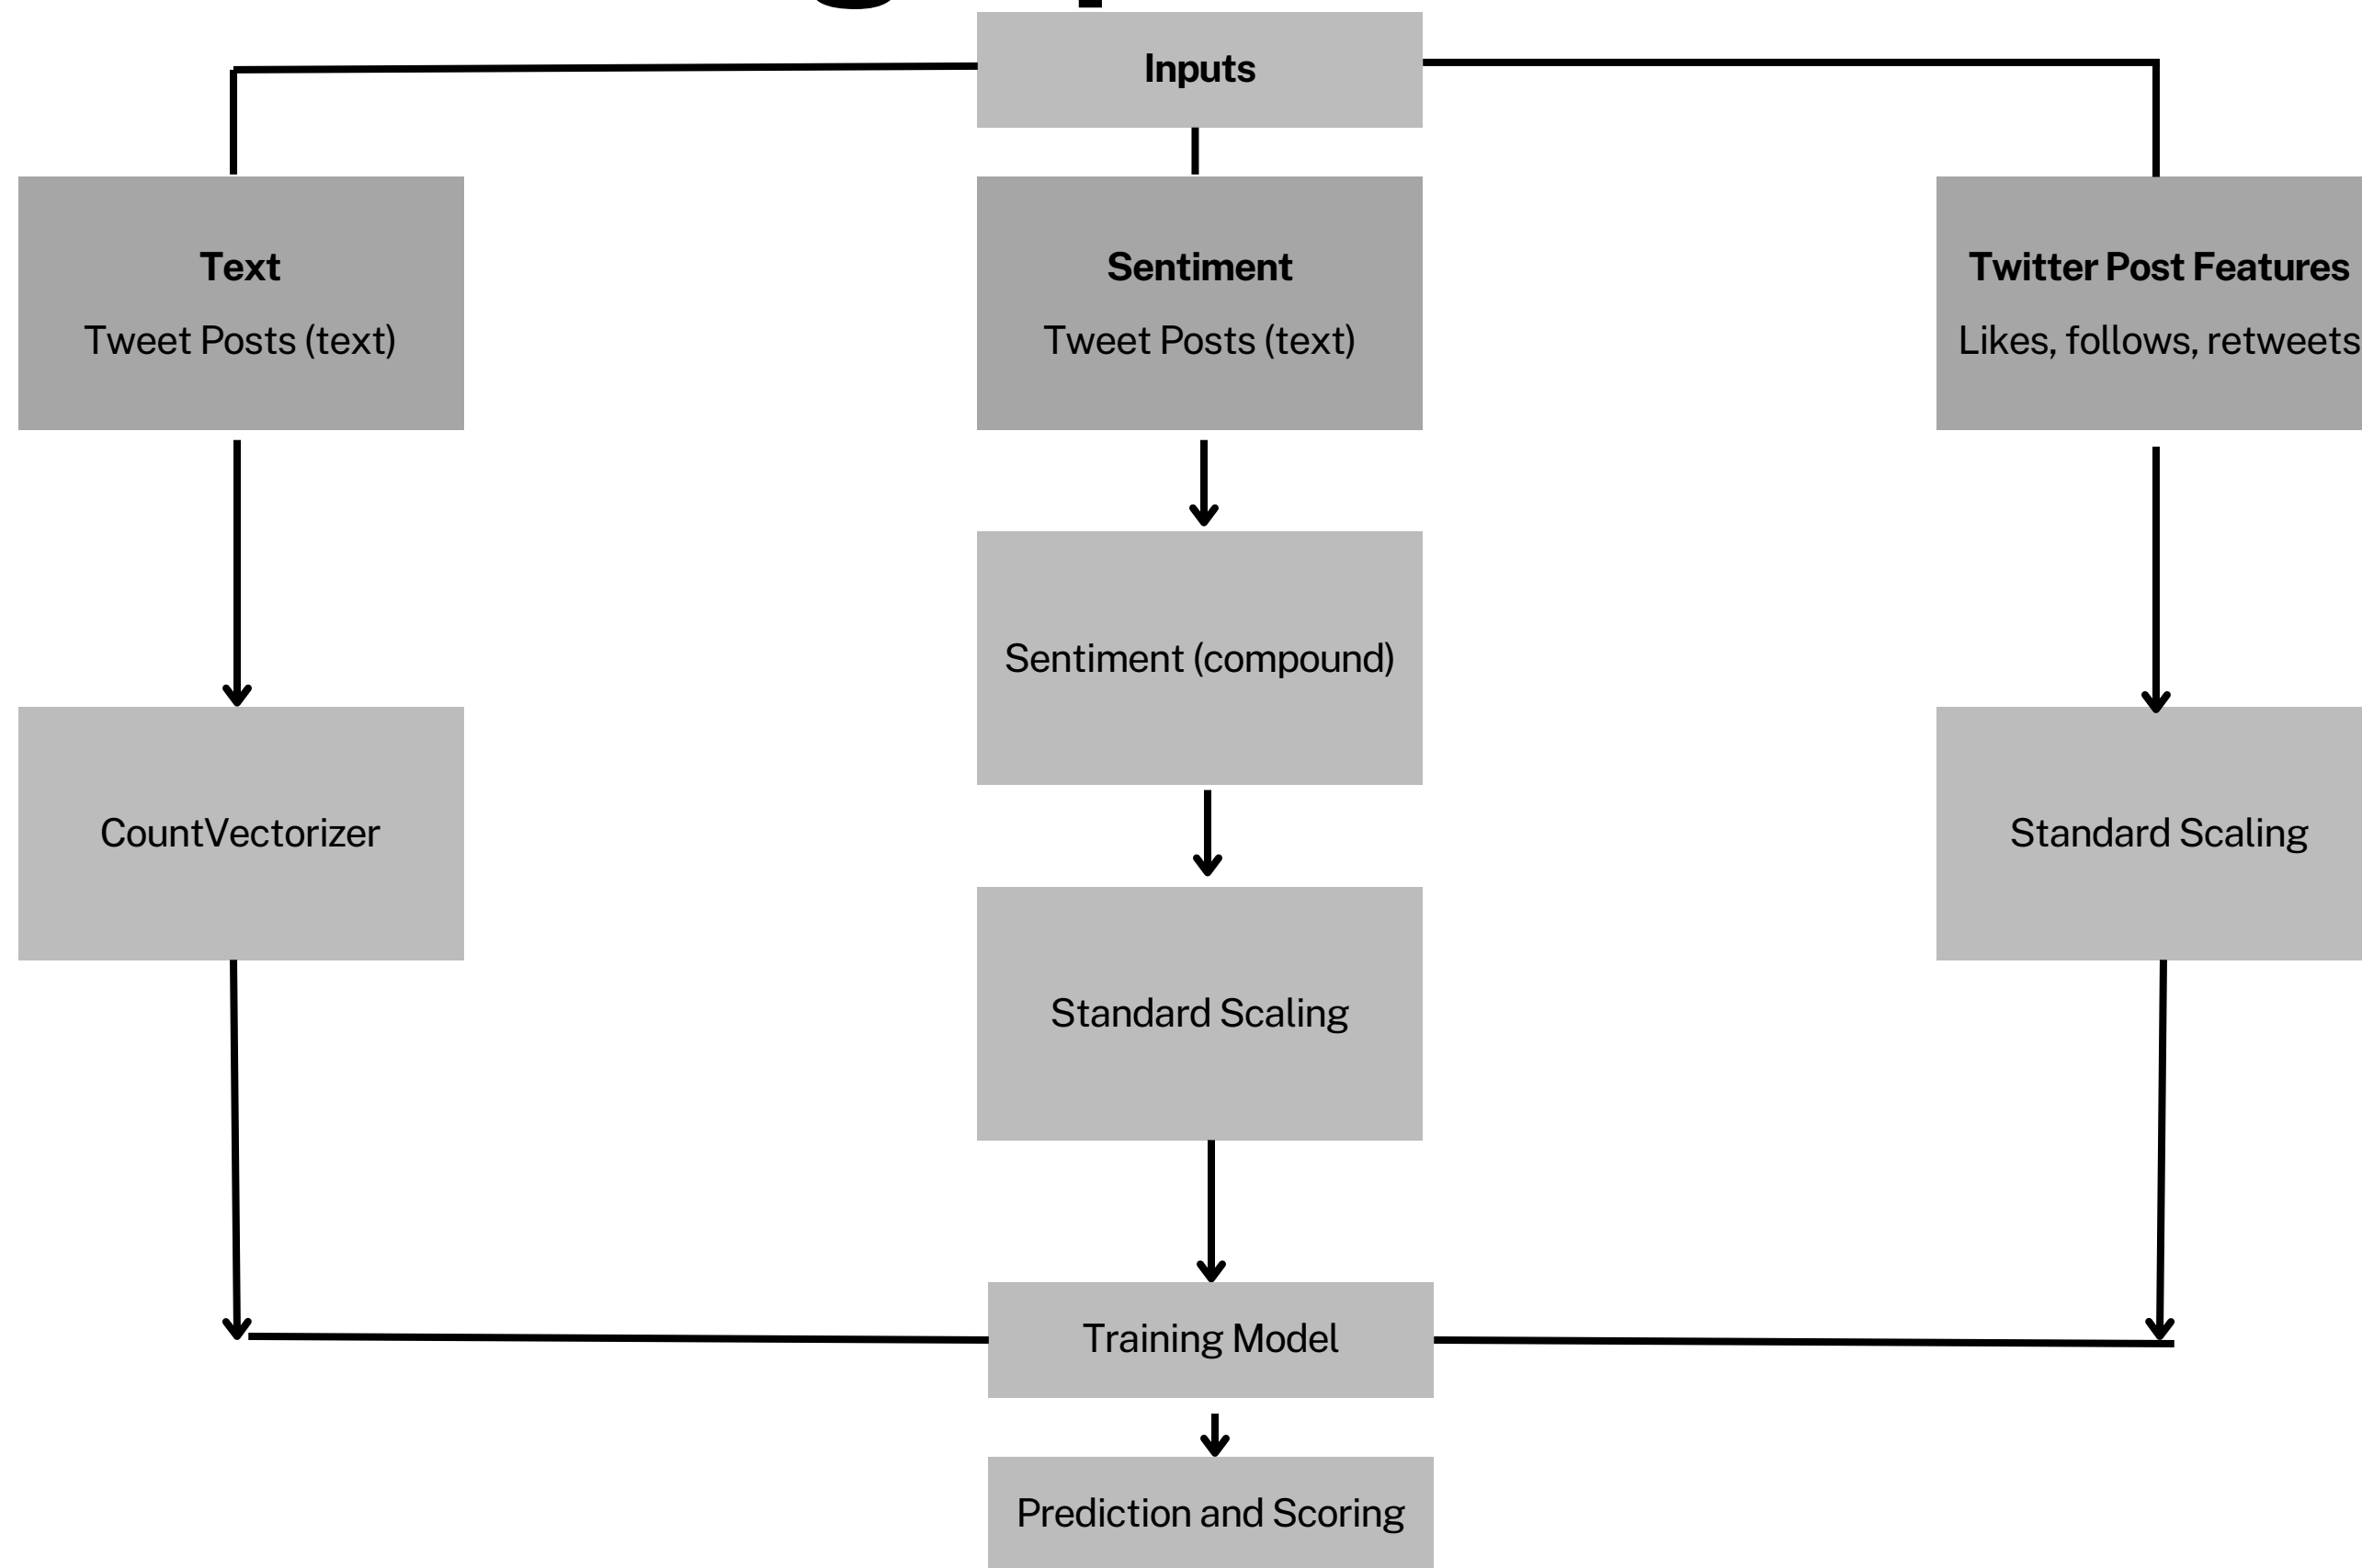 Inputs
Text
Tweet Posts (text)
Sentiment
Tweet Posts (text)
Twitter Post Features
Likes, follows, retweets
Sentiment (compound)
CountVectorizer
Standard Scaling
Standard Scaling
Training Model
Prediction and Scoring